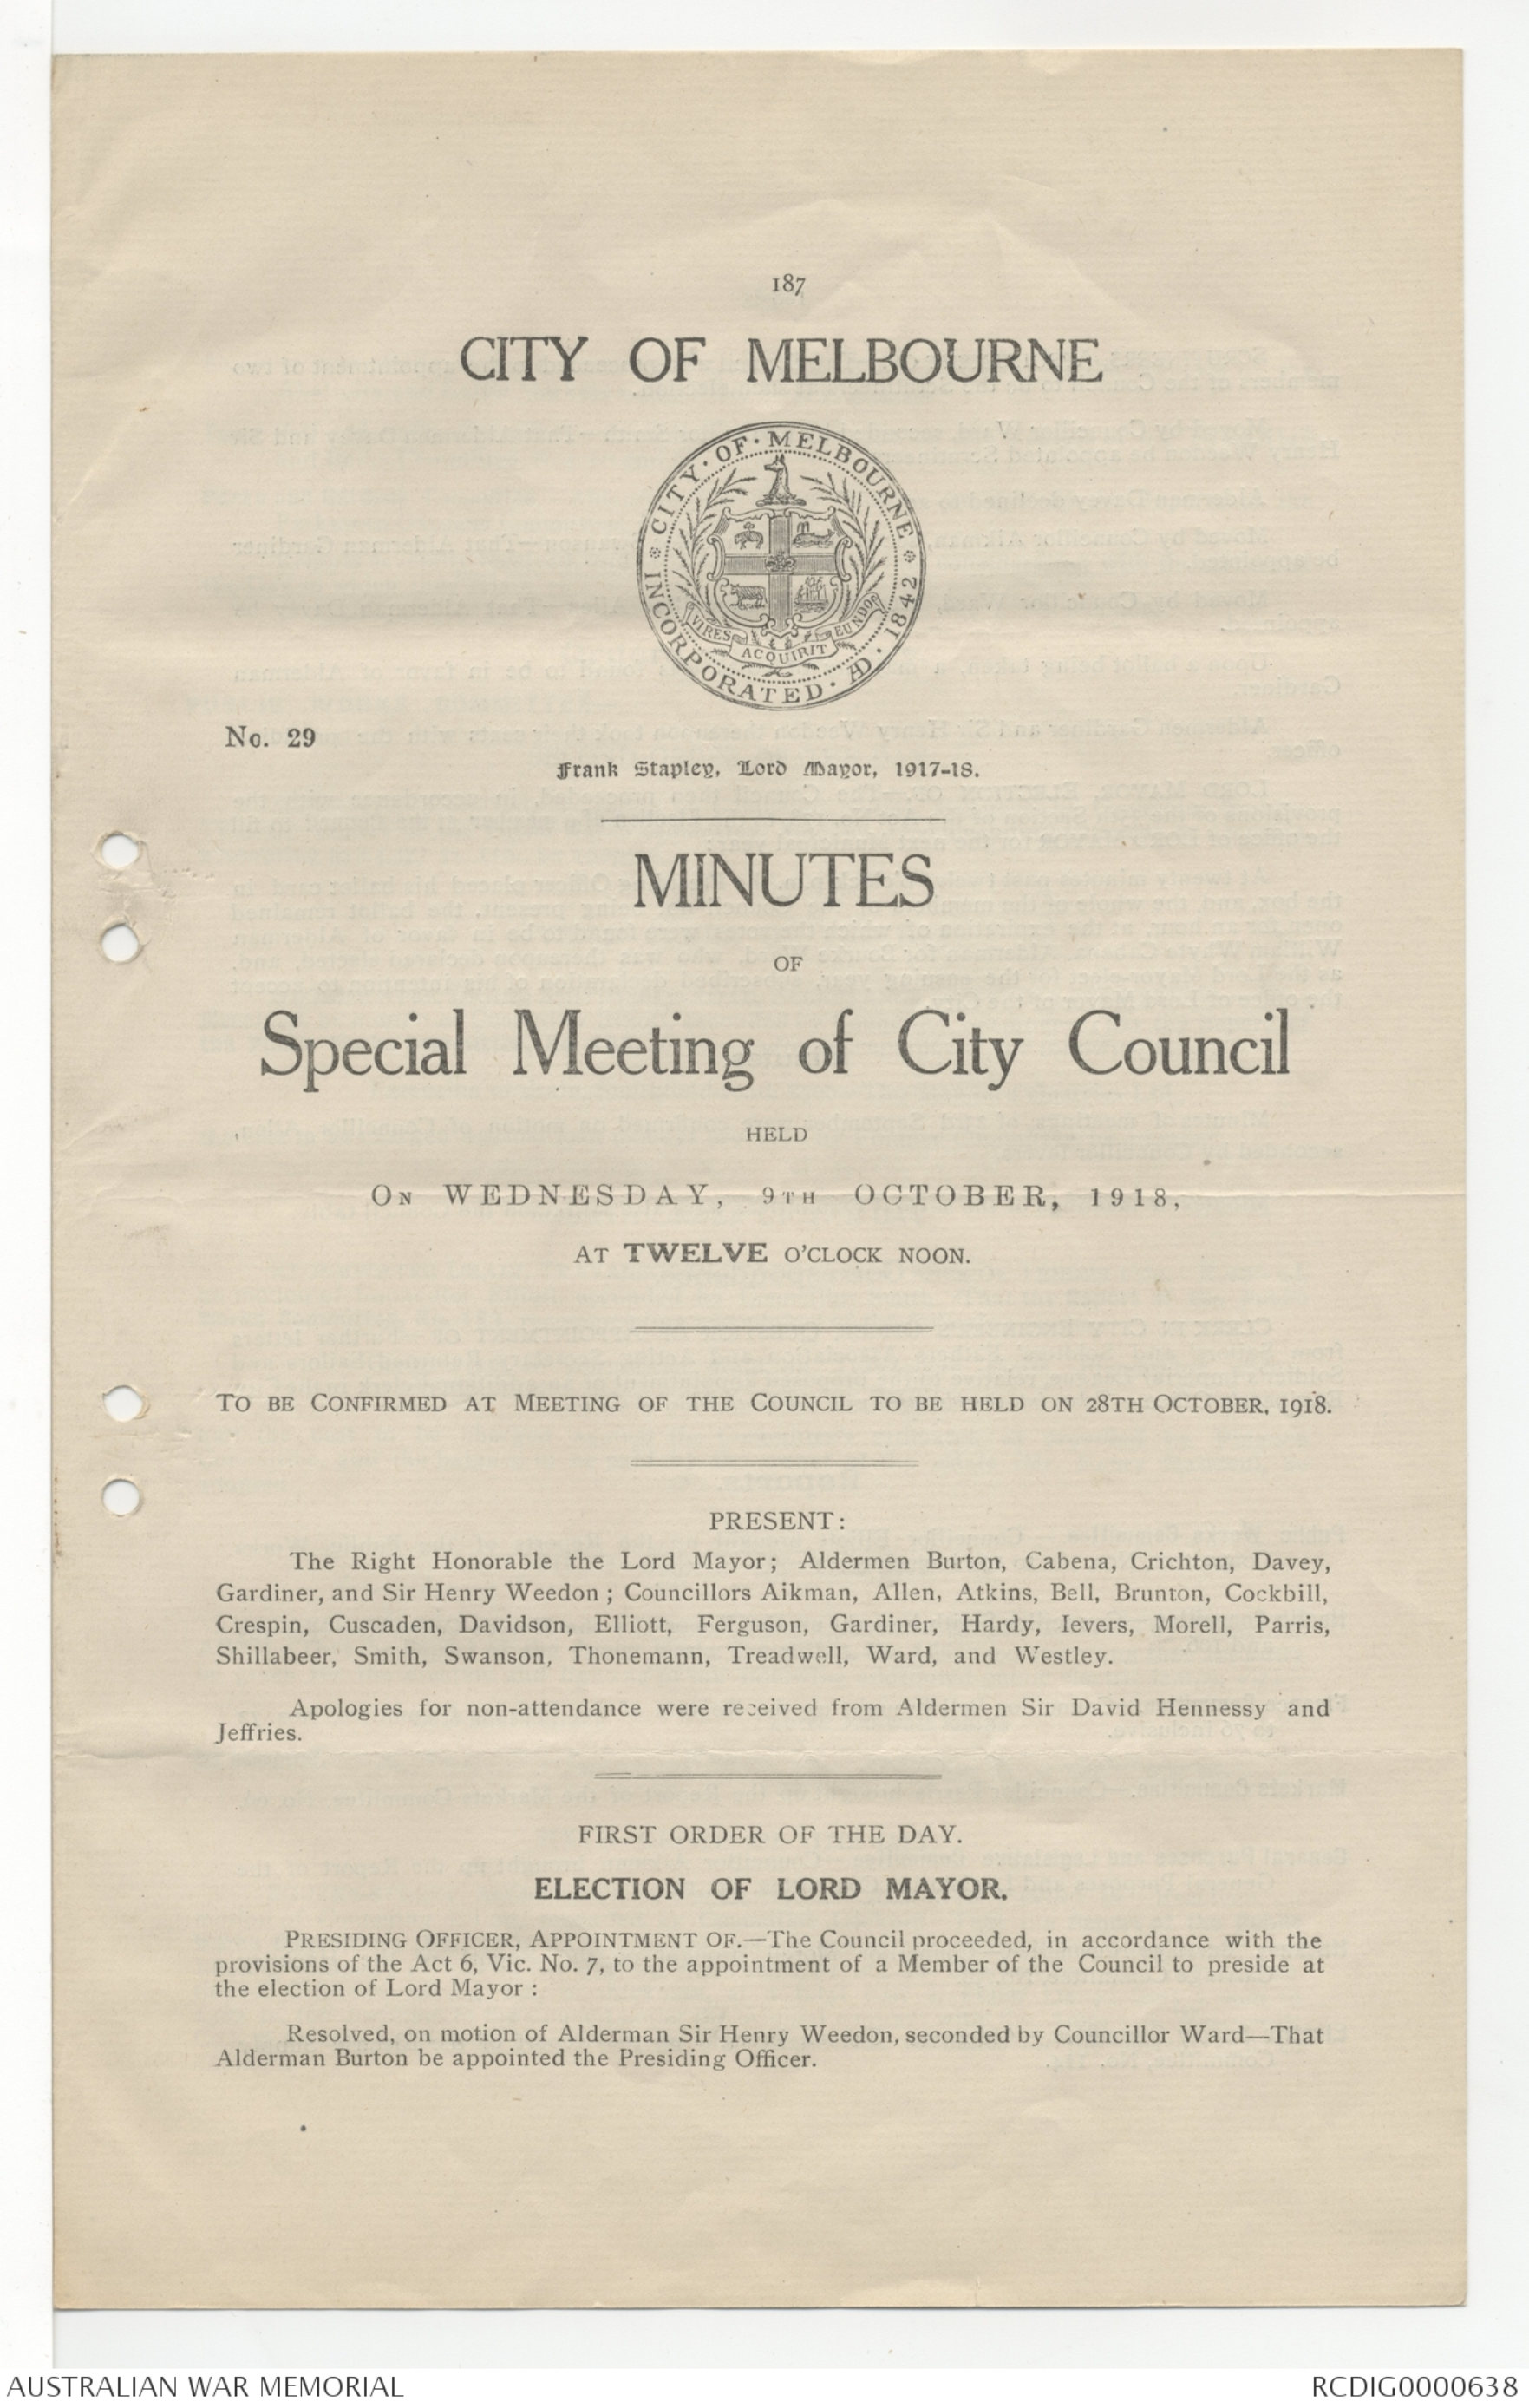 187
CITY OF MELBOURNE
CITY · OF · MELBOURNE
INCORPORATED · AD · 1842
VIRES ACQUIRIT EUNDO
No. 29
Frank Stapley, Lord Mayor, 1917-18.
MINUTES
OF
Special Meeting of City Council
HELD
ON WEDNESDAY, 9TH OCTOBER, 1918,
AT TWELVE O'CLOCK NOON.
TO BE CONFIRMED AT MEETING OF THE COUNCIL TO BE HELD ON 28TH OCTOBER, 1918.
PRESENT:
The Right Honorable the Lord Mayor; Aldermen Burton, Cabena, Crichton, Davey,
Gardiner, and Sir Henry Weedon; Councillors Aikman, Allen, Atkins, Bell, Brunton, Cockbill,
Crespin, Cuscaden, Davidson, Elliott, Ferguson, Gardiner, Hardy, Ievers, Morell, Parris,
Shillabeer, Smith, Swanson, Thonemann, Treadwell, Ward, and Westley.
Apologies for non-attendance were received from Aldermen Sir David Hennessy and
Jeffries.
FIRST ORDER OF THE DAY.
ELECTION OF LORD MAYOR.
PRESIDING OFFICER, APPOINTMENT OF.—The Council proceeded, in accordance with the
provisions of the Act 6, Vic. No. 7, to the appointment of a Member of the Council to preside at
the election of Lord Mayor :
Resolved, on motion of Alderman Sir Henry Weedon, seconded by Councillor Ward—That
Alderman Burton be appointed the Presiding Officer.
AUSTRALIAN WAR MEMORIAL
RCDIG0000638